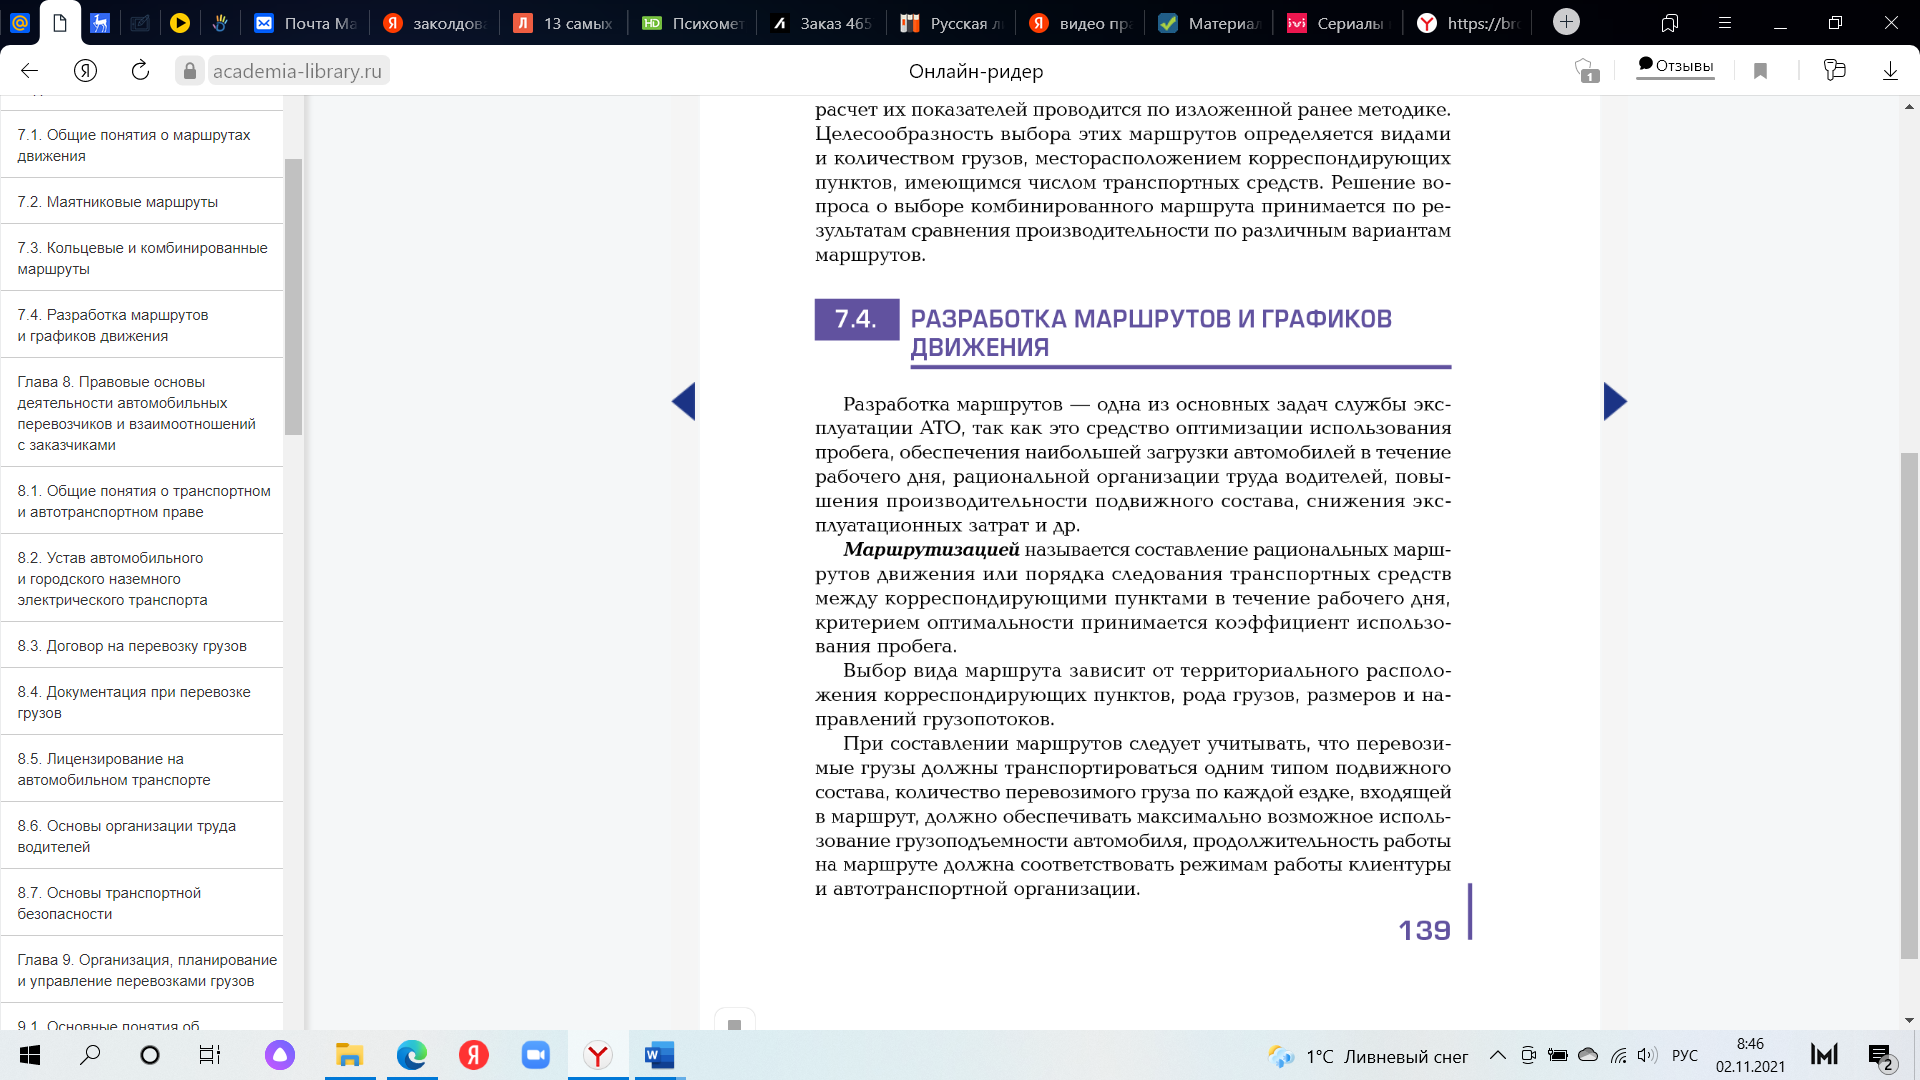 Почта Ма
заколдова
13 самых
Психомет
Заказ 465
Русская л
видео пра
Материал
Сериалы
https://bro
academia-library.ru
Онлайн-ридер
1
Отзывы
7.1. Общие понятия о маршрутах
движения
7.2. Маятниковые маршруты
7.3. Кольцевые и комбинированные
маршруты
7.4. Разработка маршрутов
и графиков движения
Глава 8. Правовые основы
деятельности автомобильных
перевозчиков и взаимоотношений
с заказчиками
8.1. Общие понятия о транспортном
и автотранспортном праве
8.2. Устав автомобильного
и городского наземного
электрического транспорта
8.3. Договор на перевозку грузов
8.4. Документация при перевозке
грузов
8.5. Лицензирование на
автомобильном транспорте
8.6. Основы организации труда
водителей
8.7. Основы транспортной
безопасности
Глава 9. Организация, планирование
и управление перевозками грузов
9.1. Основные понятия об
расчет их показателей проводится по изложенной ранее методике.
Целесообразность выбора этих маршрутов определяется видами
и количеством грузов, месторасположением корреспондирующих
пунктов, имеющимся числом транспортных средств. Решение во-
проса о выборе комбинированного маршрута принимается по ре-
зультатам сравнения производительности по различным вариантам
маршрутов.
7.4. РАЗРАБОТКА МАРШРУТОВ И ГРАФИКОВ
ДВИЖЕНИЯ
Разработка маршрутов — одна из основных задач службы экс-
плуатации АТО, так как это средство оптимизации использования
пробега, обеспечения наибольшей загрузки автомобилей в течение
рабочего дня, рациональной организации труда водителей, повы-
шения производительности подвижного состава, снижения экс-
плуатационных затрат и др.
Маршрутизацией называется составление рациональных марш-
рутов движения или порядка следования транспортных средств
между корреспондирующими пунктами в течение рабочего дня,
критерием оптимальности принимается коэффициент использо-
вания пробега.
Выбор вида маршрута зависит от территориального располо-
жения корреспондирующих пунктов, рода грузов, размеров и на-
правлений грузопотоков.
При составлении маршрутов следует учитывать, что перевози-
мые грузы должны транспортироваться одним типом подвижного
состава, количество перевозимого груза по каждой ездке, входящей
в маршрут, должно обеспечивать максимально возможное исполь-
зование грузоподъемности автомобиля, продолжительность работы
на маршруте должна соответствовать режимам работы клиентуры
и автотранспортной организации.
139
1°C Ливневый снег
РУС
8:46
02.11.2021
2